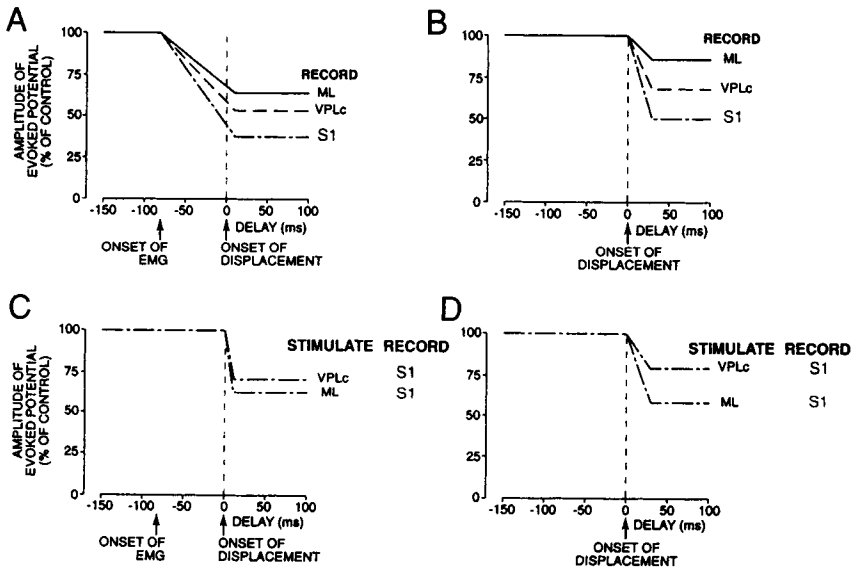 A
AMPLITUDE OF
EVOKED POTENTIAL
(% OF CONTROL)
100
75
50
25
0
-150
-100
-50
0
50
100
DELAY (ms)
RECORD
ML
VPLc
S1
ONSET OF
EMG
ONSET OF
DISPLACEMENT
B
100
75
50
25
0
-150
-100
-50
0
50
100
DELAY (ms)
RECORD
ML
VPLc
S1
ONSET OF
DISPLACEMENT
C
AMPLITUDE OF
EVOKED POTENTIAL
(% OF CONTROL)
100
75
50
25
0
-150
-100
-50
0
50
100
DELAY (ms)
STIMULATE RECORD
VPLc S1
ML S1
ONSET OF
EMG
ONSET OF
DISPLACEMENT
D
100
75
50
25
0
-150
-100
-50
0
50
100
DELAY (ms)
STIMULATE RECORD
VPLc S1
ML S1
ONSET OF
DISPLACEMENT